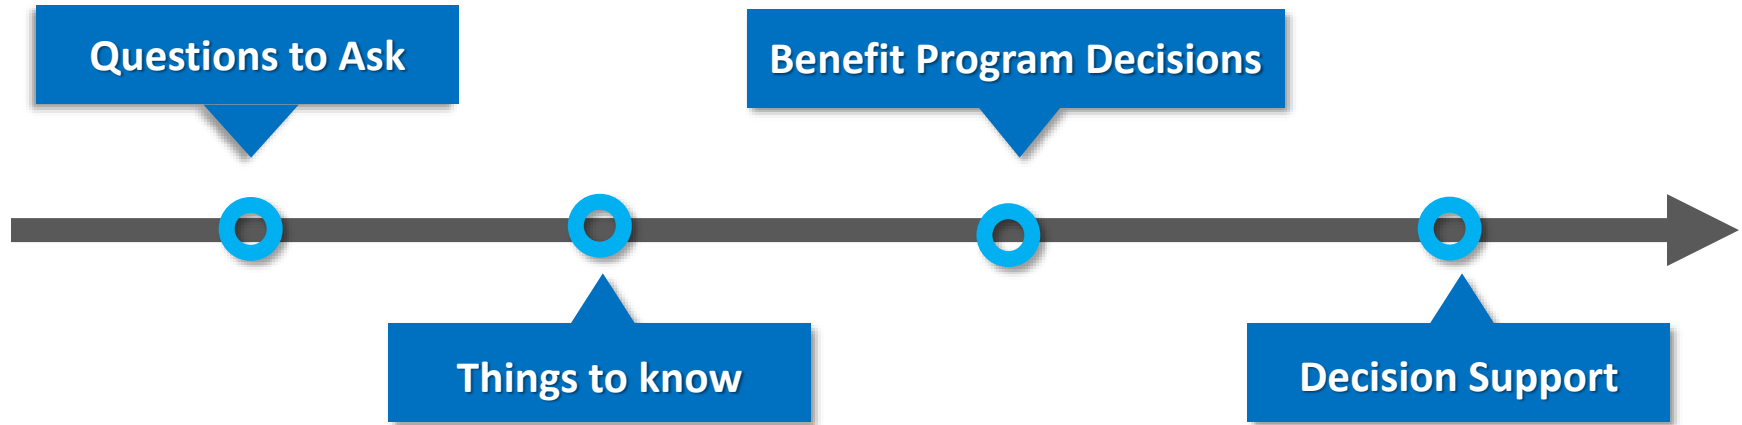 Questions to Ask
Benefit Program Decisions
Things to know
Decision Support